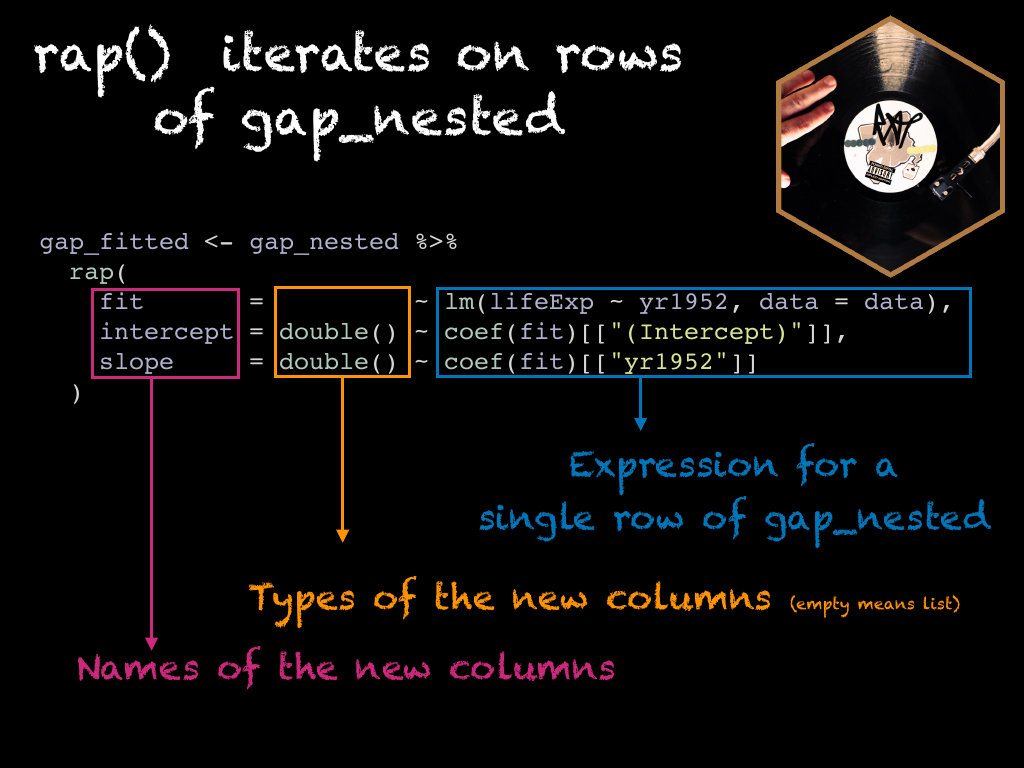 rap() iterates on rows
of gap_nested
gap_fitted <- gap_nested %>%
rap(
fit = ~ lm(lifeExp ~ yr1952, data = data),
intercept = double() ~ coef(fit)[["(Intercept)"]],
slope = double() ~ coef(fit)[["yr1952"]]
)
Expression for a
single row of gap_nested
Types of the new columns (empty means list)
Names of the new columns